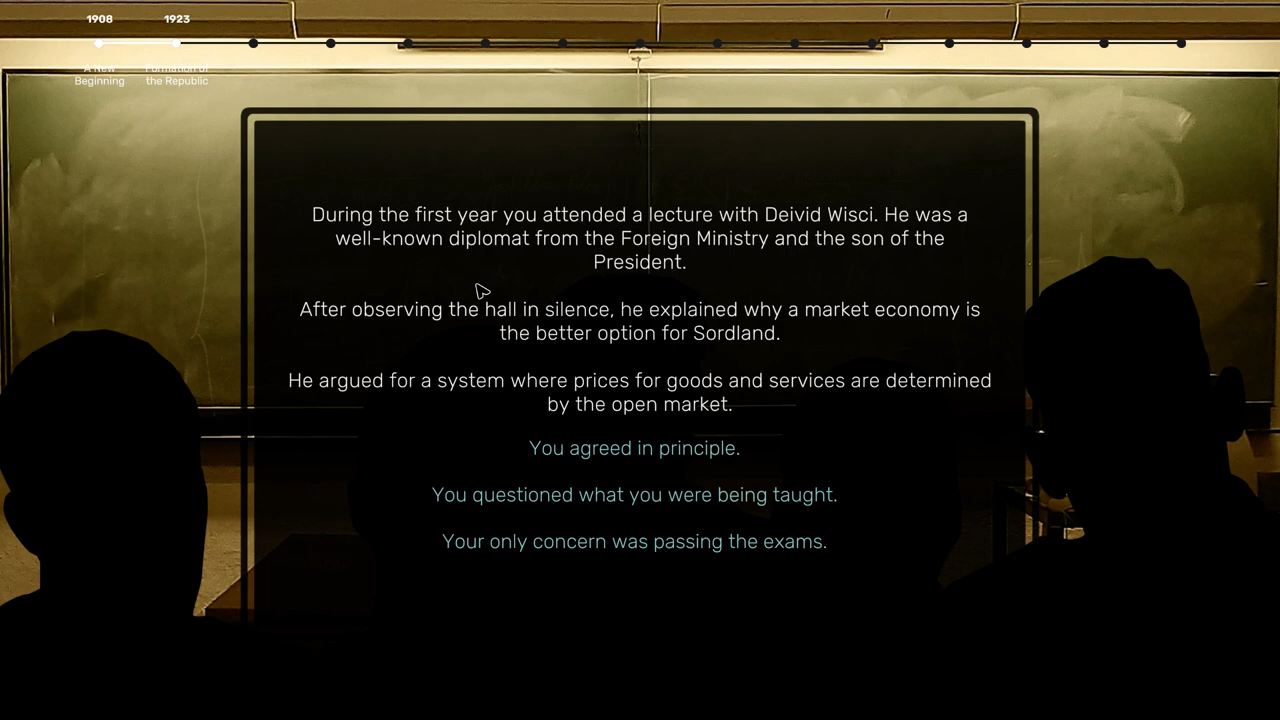 1908
1923
A New
Beginning
Formation of
the Republic
During the first year you attended a lecture with Deivid Wisci. He was a
well-known diplomat from the Foreign Ministry and the son of the
President.
After observing the hall in silence, he explained why a market economy is
the better option for Sordland.
He argued for a system where prices for goods and services are determined
by the open market.
You agreed in principle.
You questioned what you were being taught.
Your only concern was passing the exams.